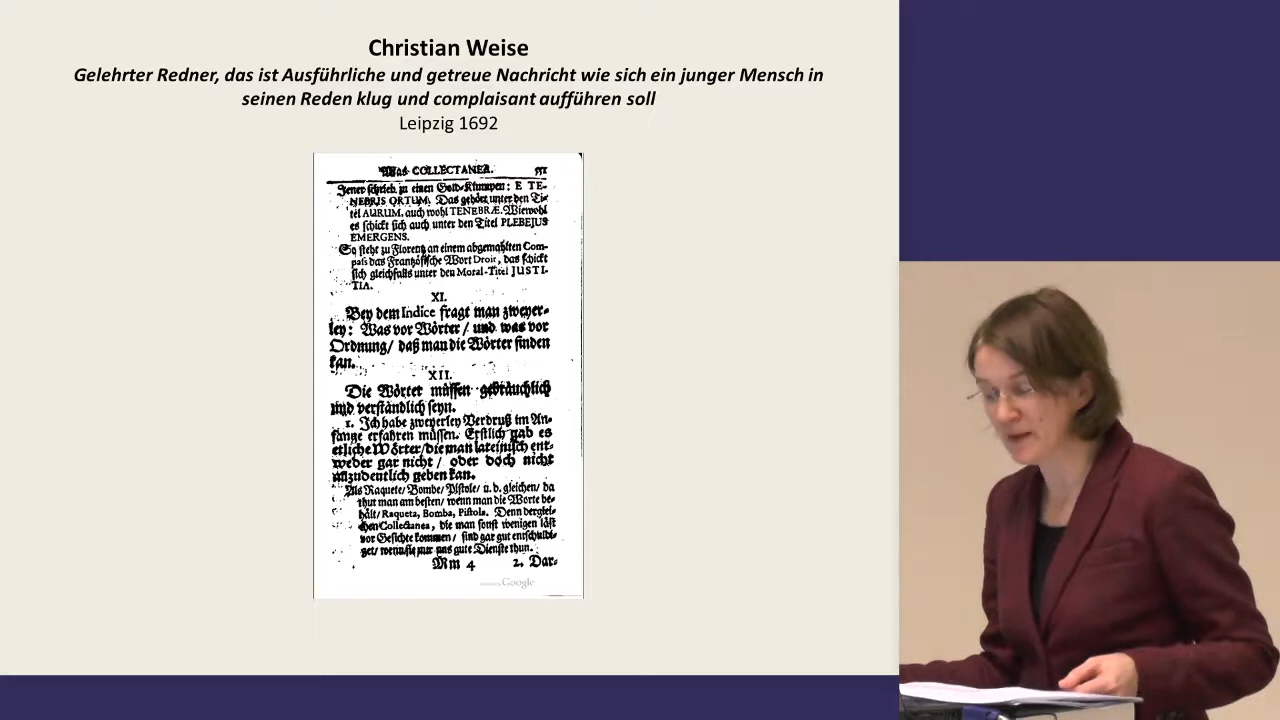 Christian Weise
Gelehrter Redner, das ist Ausführliche und getreue Nachricht wie sich ein junger Mensch in
seinen Reden klug und complaisant aufführen soll
Leipzig 1692
COLLECTANEA. 551
Jener schrieb zu einen Gold-Klumpen: E TE-
NEBRIS ORTUM. Das gehört unter den Ti-
tel AURUM, auch wohl TENEBRÆ. Wiewohl
es schickt sich auch unter den Titel PLEBEJUS
EMERGENS.
So steht zu Florentz an einem abgemahlten Com-
pass das Frantzösische Wort Droit, das schickt
sich gleichfalls unter den Moral-Titel JUSTI-
TIA.
XI.
Bey dem Indice fragt man zweyer-
ley: Was vor Wörter / und was vor
Ordnung / daß man die Wörter finden
kan.
XII.
Die Wörter müssen gebräuchlich
und verständlich seyn.
1. Ich habe zweyerley Verdruß im An-
fange erfahren müssen. Erstlich gab es
etliche Wörter / die man lateinisch ent-
weder gar nicht / oder doch nicht
allzudentlich geben kan.
Als Raquete / Bombe / Pistole / u. d. gleichen / da
thut man am besten / wenn man die Worte be-
hält / Raqueta, Bomba, Pistola. Denn derglei-
chen Collectanea, die man sonst wenigen läst
vor Gesichte kommen / sind gar gut entschuldi-
get / wenn sie nur uns gute Dienste thun.
Mm 4 2. Dar-
Google